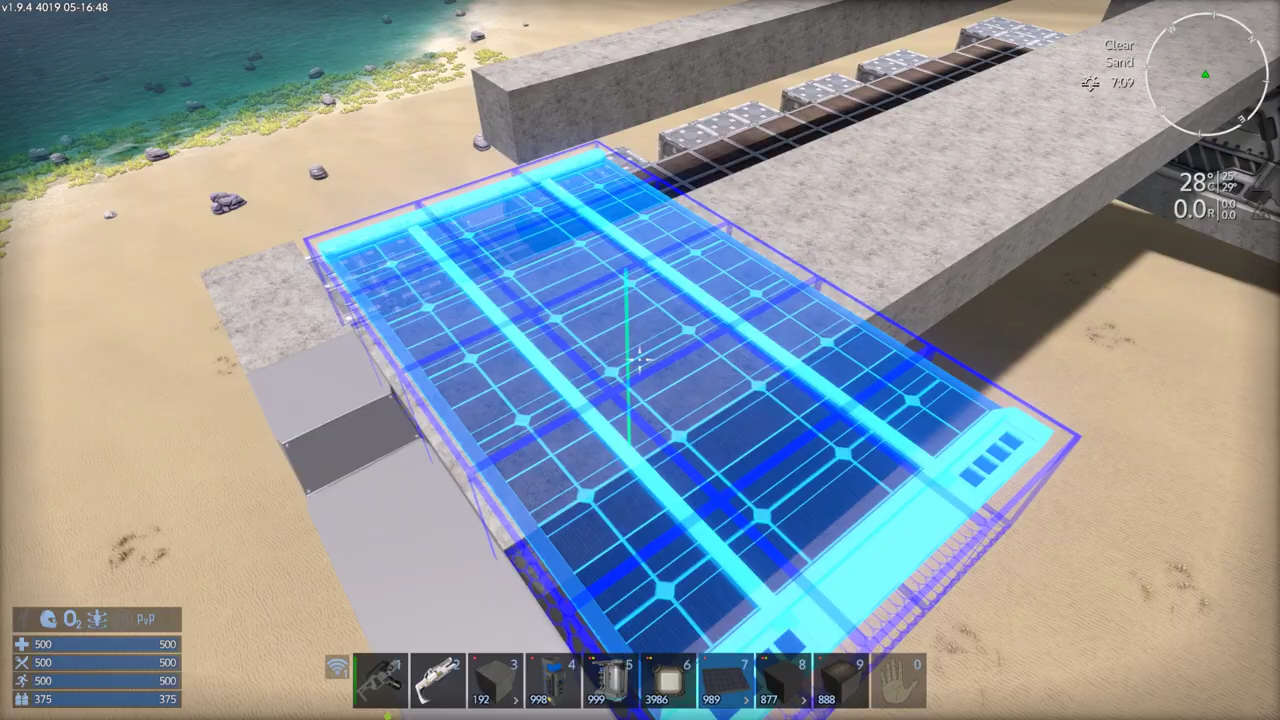 v1.9.4 4019 05-16:48
Clear
Sand
7:09
W
N
E
28°C 25 29°
0.0R 0.0 0.0
O2 PvP
500 500
500 500
500 500
375 375
1
1 2 3 4 5 6 7 8 9 0
192 998 999 3986 989 877 888